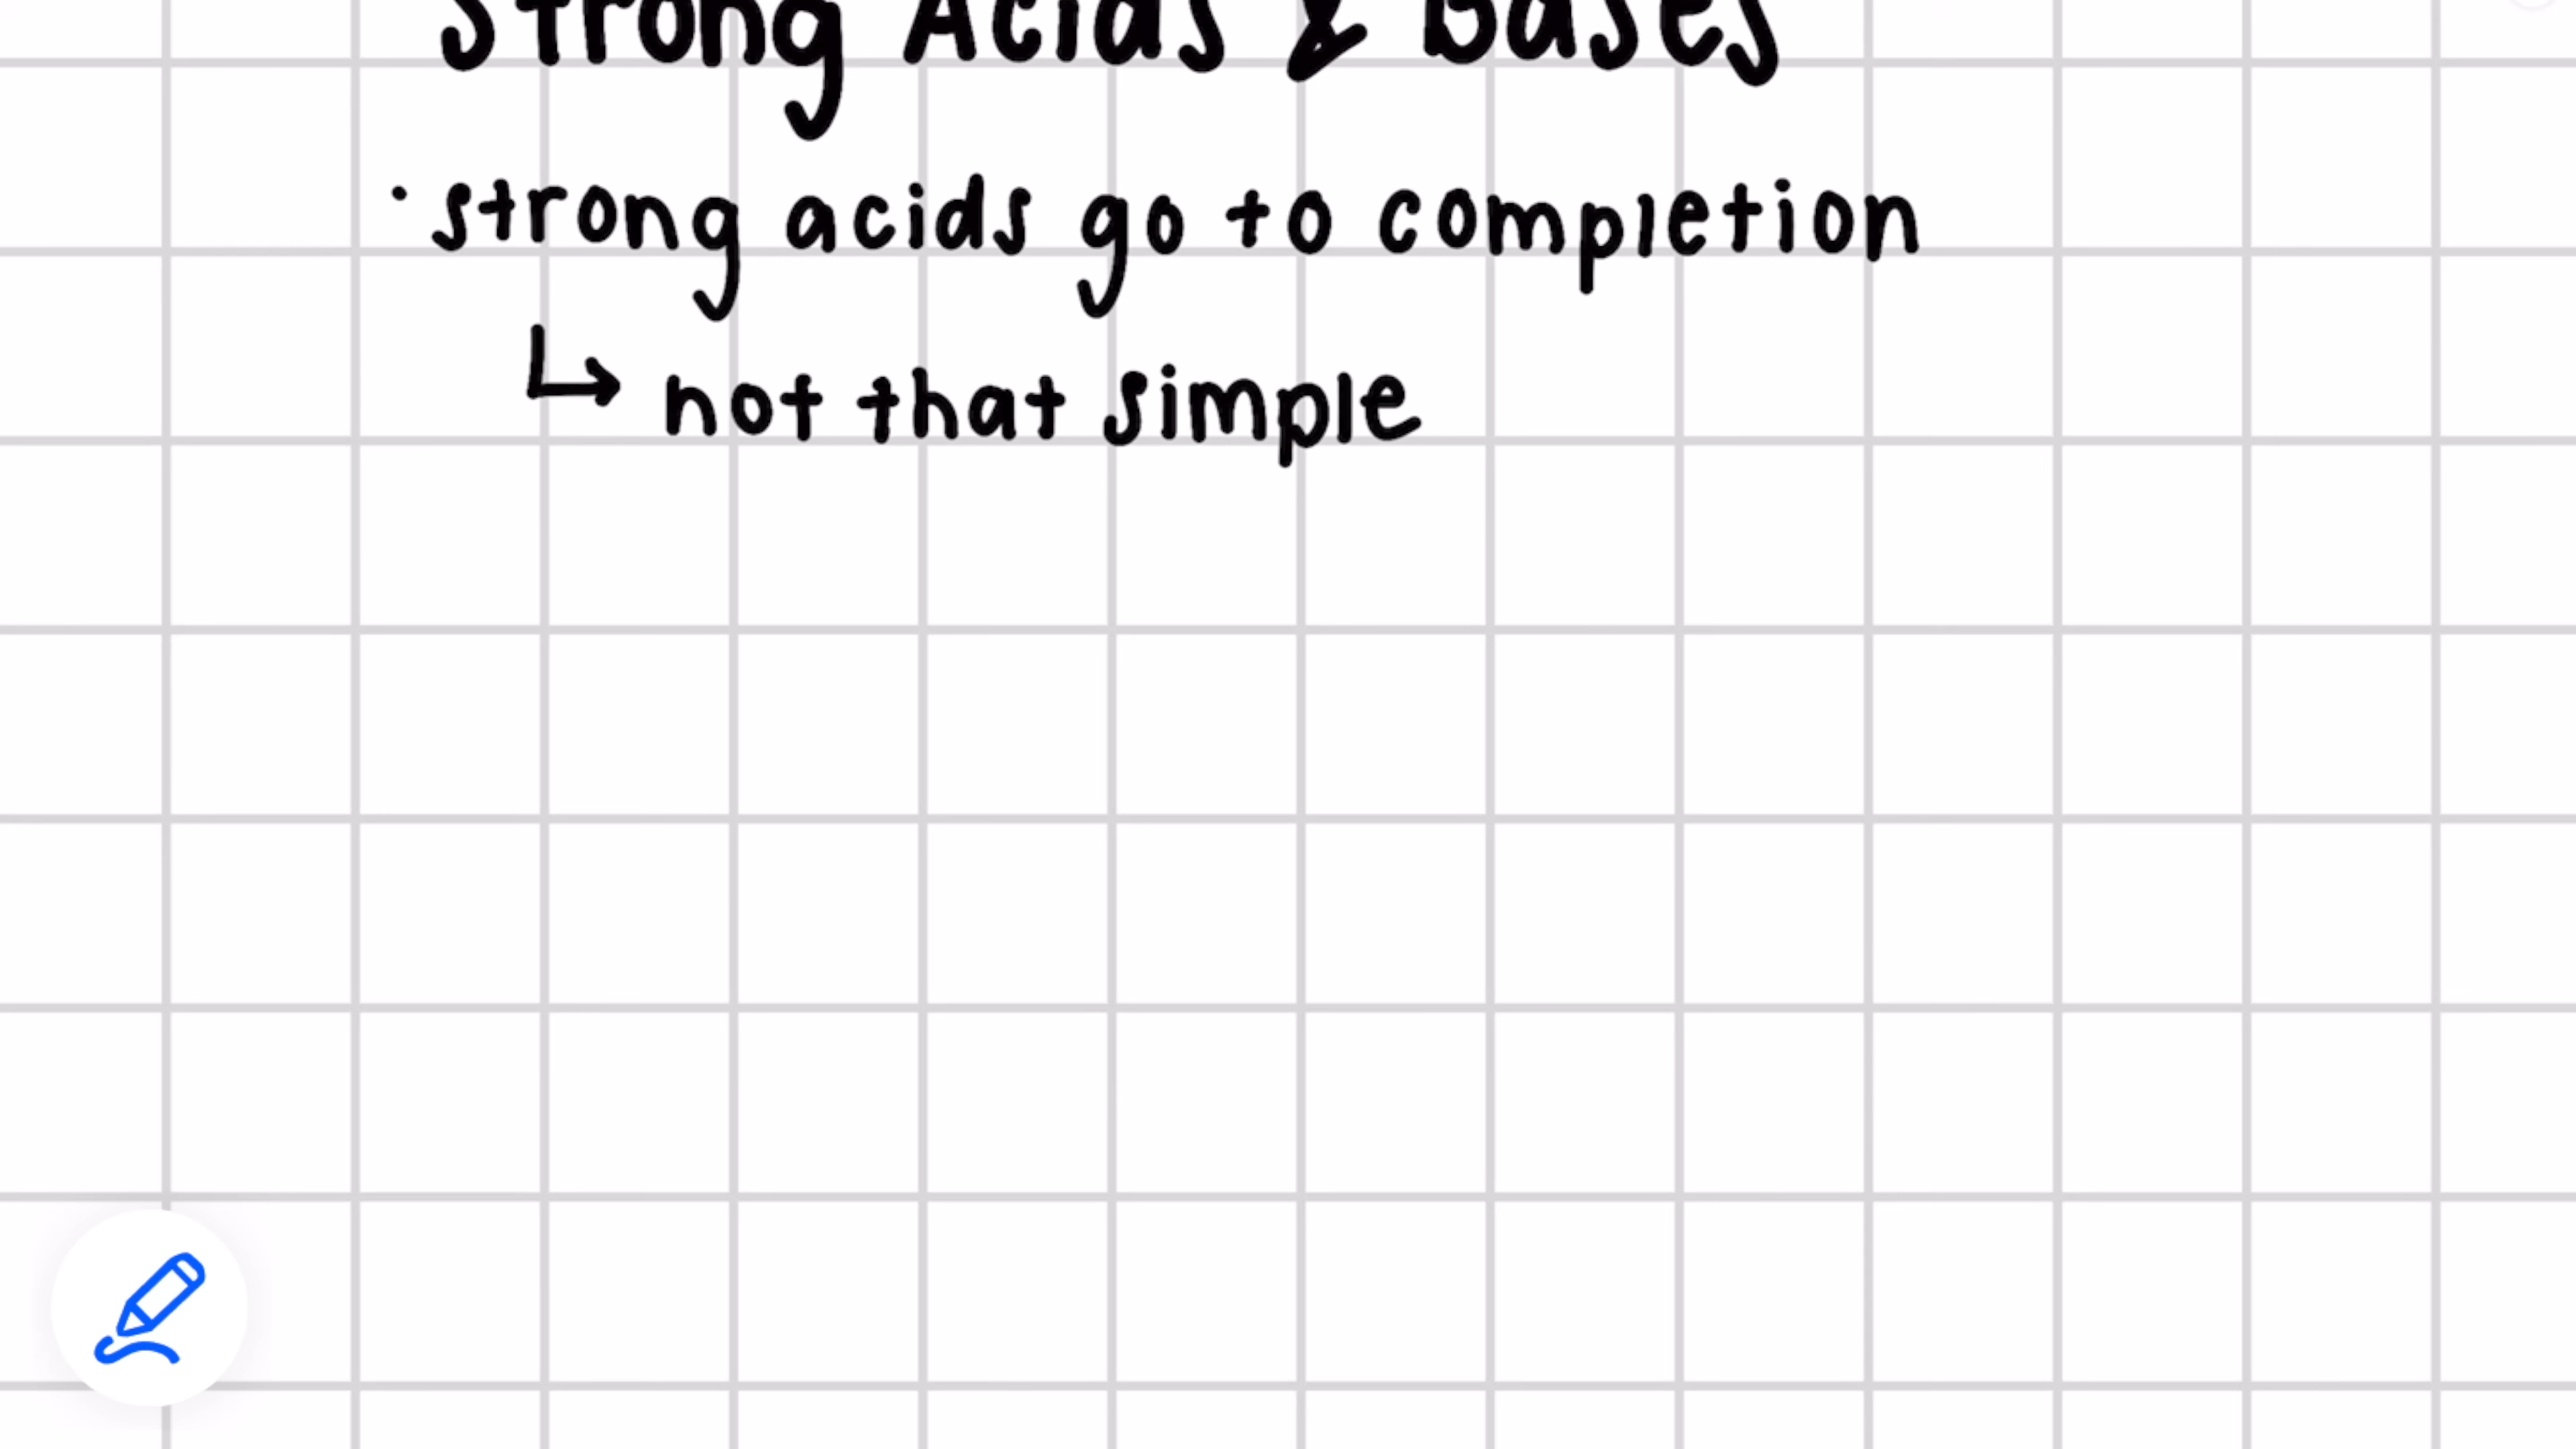 Strong Acids & Bases
· strong acids go to completion
↳ not that simple